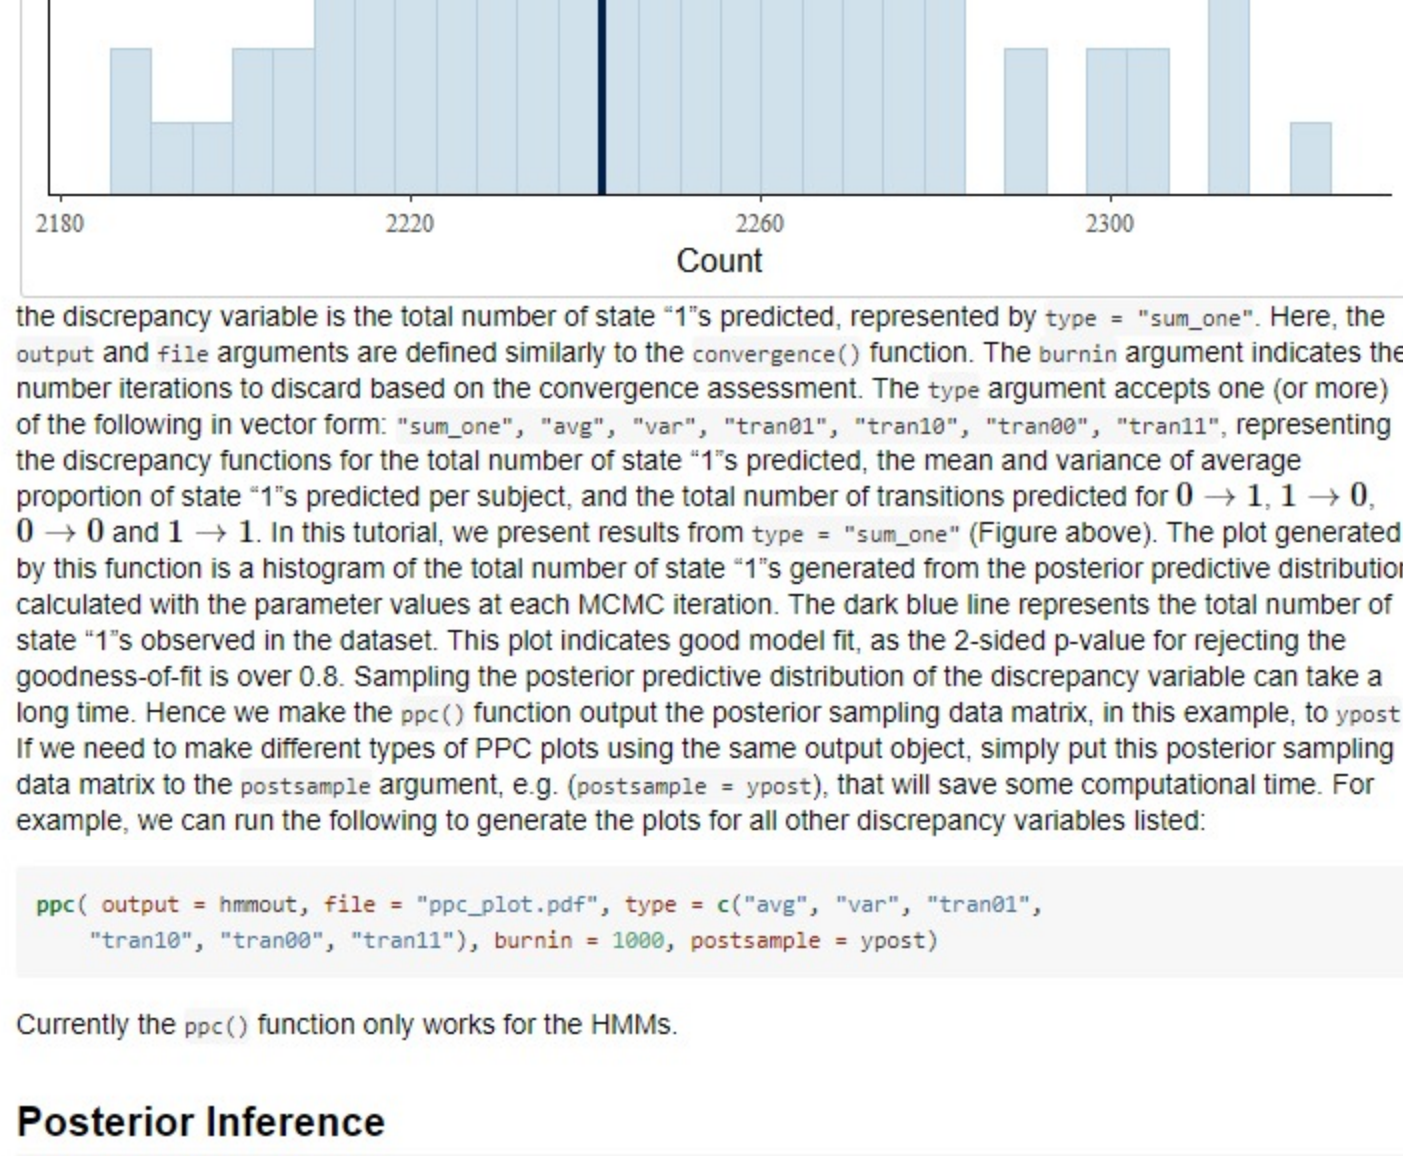 2180 2220 2260 2300
Count
the discrepancy variable is the total number of state “1”s predicted, represented by type = "sum_one". Here, the
output and file arguments are defined similarly to the convergence() function. The burnin argument indicates the
number iterations to discard based on the convergence assessment. The type argument accepts one (or more)
of the following in vector form: "sum_one", "avg", "var", "tran01", "tran10", "tran00", "tran11", representing
the discrepancy functions for the total number of state “1”s predicted, the mean and variance of average
proportion of state “1”s predicted per subject, and the total number of transitions predicted for 0 → 1, 1 → 0,
0 → 0 and 1 → 1. In this tutorial, we present results from type = "sum_one" (Figure above). The plot generated
by this function is a histogram of the total number of state “1”s generated from the posterior predictive distribution
calculated with the parameter values at each MCMC iteration. The dark blue line represents the total number of
state “1”s observed in the dataset. This plot indicates good model fit, as the 2-sided p-value for rejecting the
goodness-of-fit is over 0.8. Sampling the posterior predictive distribution of the discrepancy variable can take a
long time. Hence we make the ppc() function output the posterior sampling data matrix, in this example, to ypost
If we need to make different types of PPC plots using the same output object, simply put this posterior sampling
data matrix to the postsample argument, e.g. (postsample = ypost), that will save some computational time. For
example, we can run the following to generate the plots for all other discrepancy variables listed:
ppc( output = hmmout, file = "ppc_plot.pdf", type = c("avg", "var", "tran01",
"tran10", "tran00", "tran11"), burnin = 1000, postsample = ypost)
Currently the ppc() function only works for the HMMs.
Posterior Inference